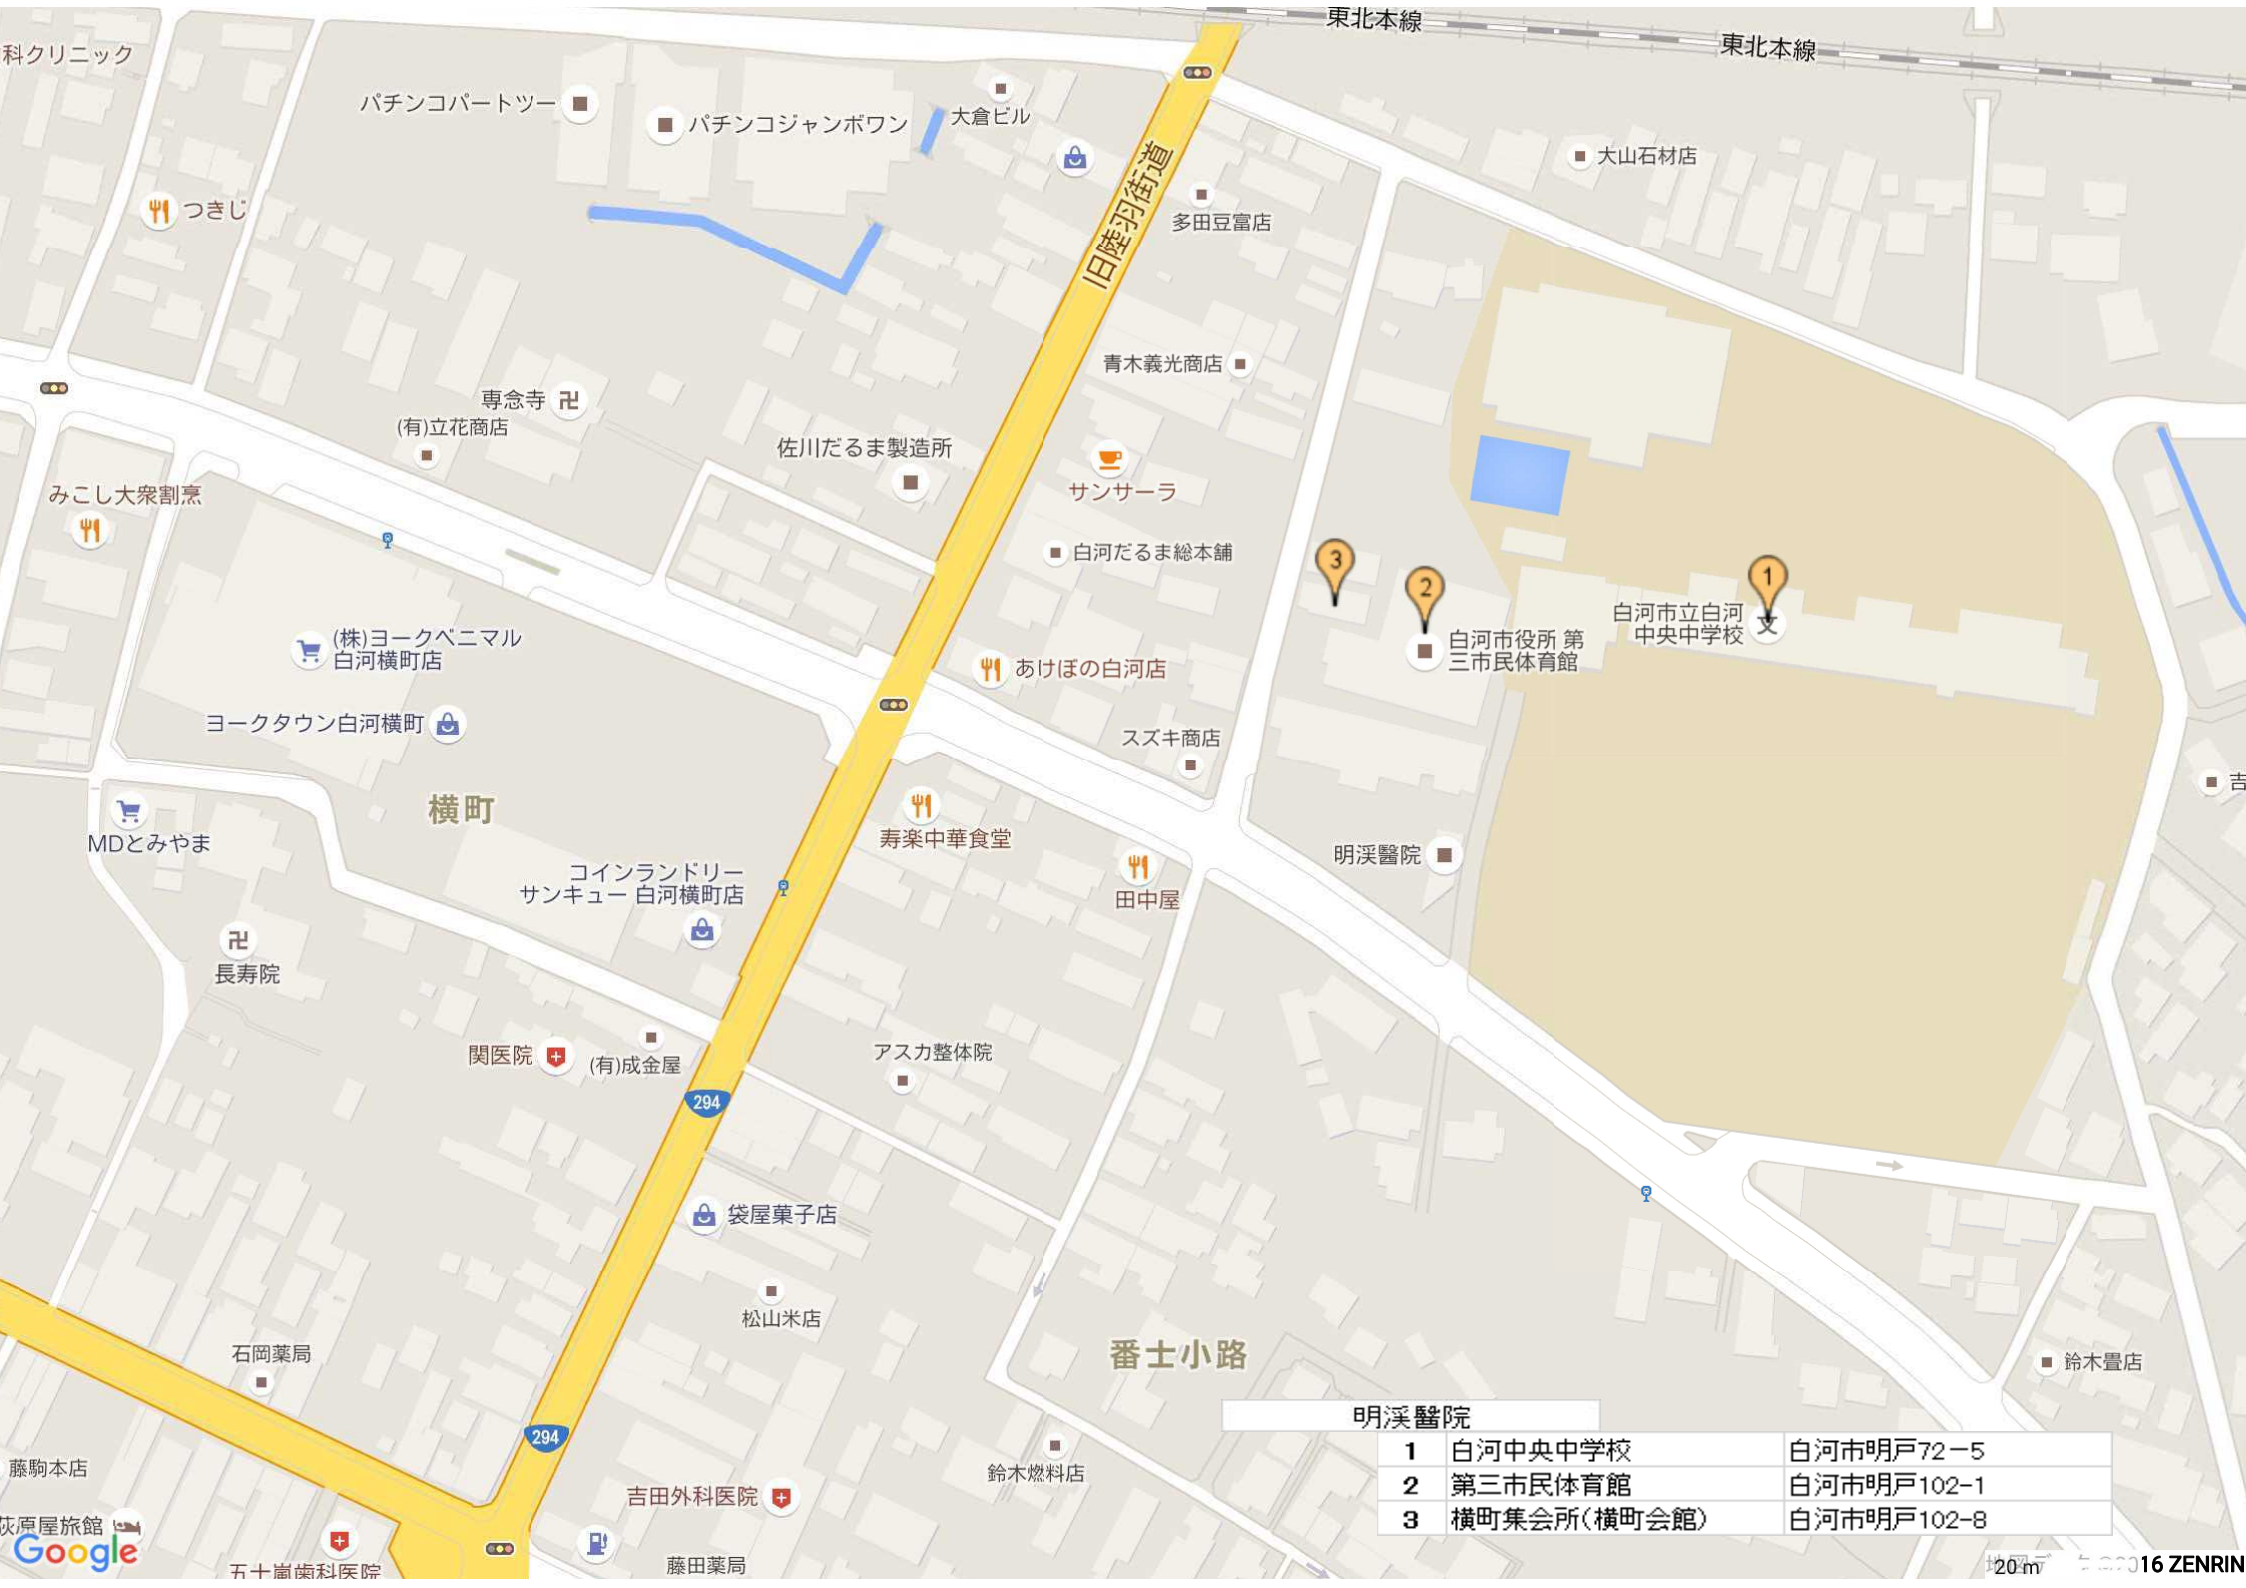 東北本線
東北本線
科クリニック
パチンコパートツー
パチンコジャンボワン
大倉ビル
旧陸羽街道
大山石材店
つきじ
多田豆富店
青木義光商店
専念寺
(有)立花商店
佐川だるま製造所
みこし大衆割烹
サンサーラ
白河だるま総本舗
3
2
1
白河市立白河
中央中学校
白河市役所 第
三市民体育館
(株)ヨークベニマル
白河横町店
あけぼの白河店
ヨークタウン白河横町
スズキ商店
吉
横町
MDとみやま
寿楽中華食堂
明渓醫院
コインランドリー
サンキュー 白河横町店
田中屋
長寿院
関医院
(有)成金屋
アスカ整体院
294
袋屋菓子店
松山米店
石岡薬局
番士小路
鈴木畳店
294
藤駒本店
鈴木燃料店
吉田外科医院
荻原屋旅館
五十嵐歯科医院
藤田薬局
明渓醫院
1 白河中央中学校 白河市明戸72－5
2 第三市民体育館 白河市明戸102-1
3 横町集会所(横町会館) 白河市明戸102-8
Google
20 m
16 ZENRIN